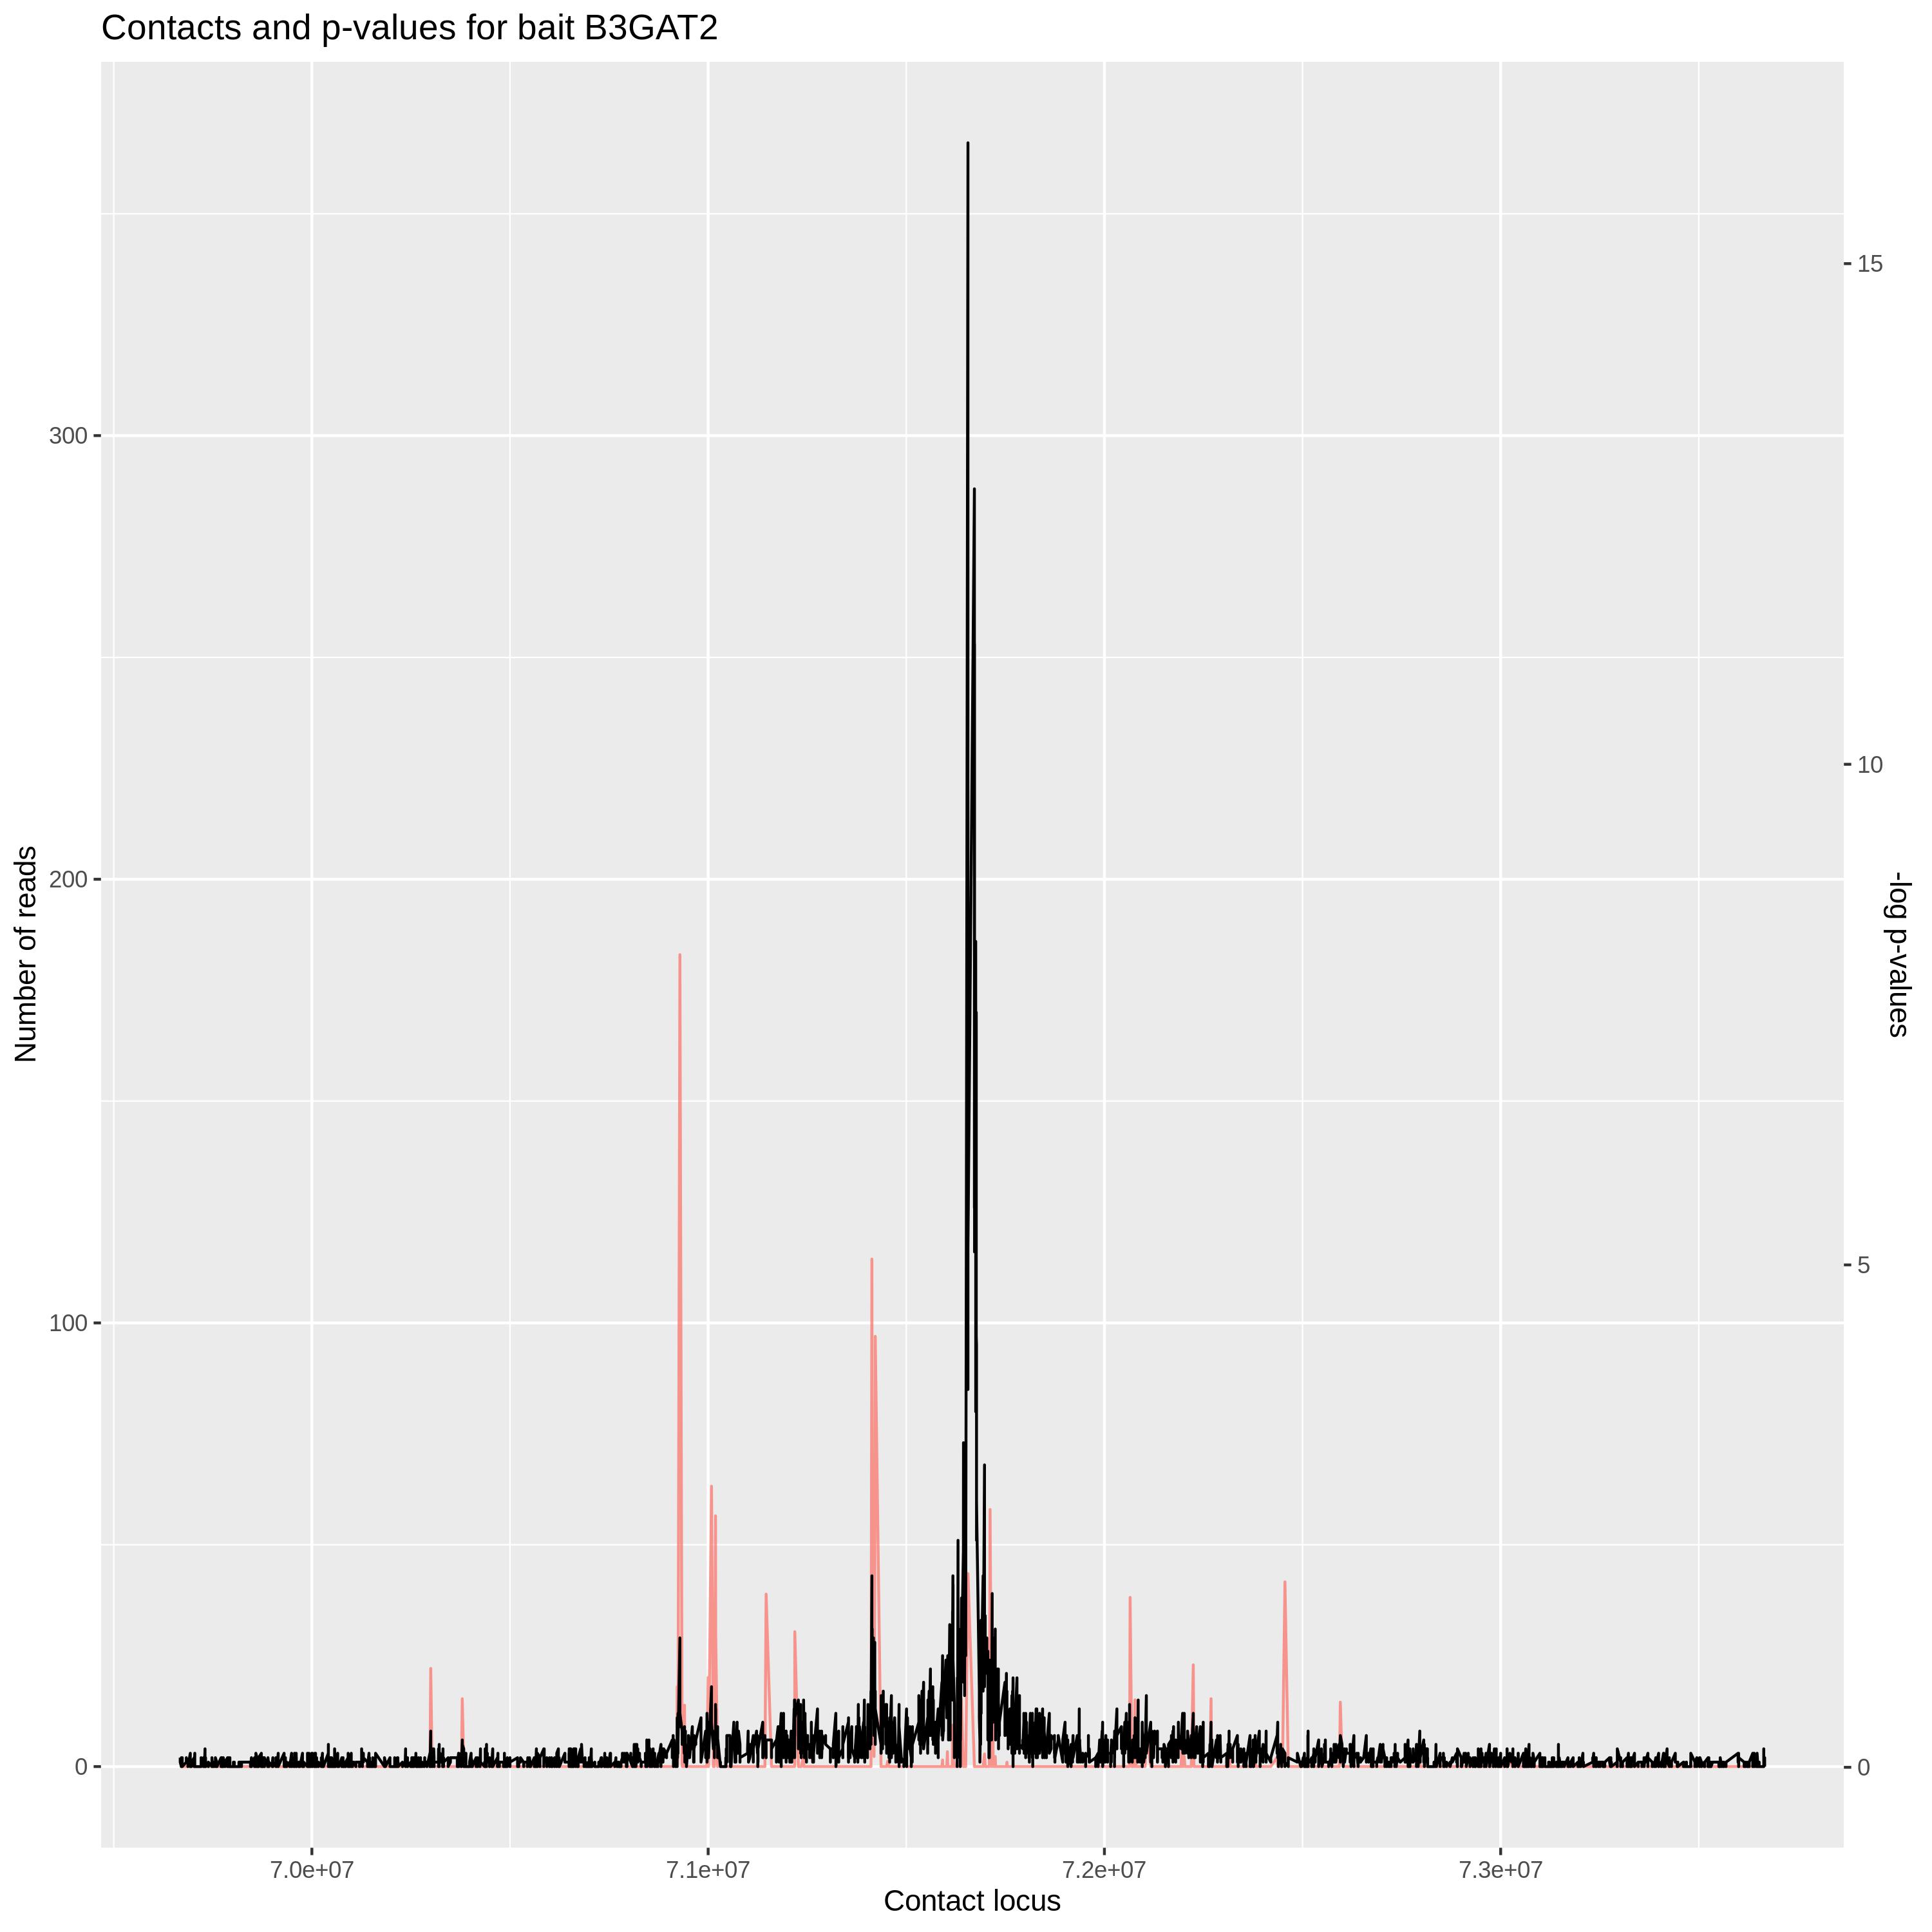 Contacts and p-values for bait B3GAT2
300
200
100
0
Number of reads
15
10
5
0
-log p-values
7.0e+07 7.1e+07 7.2e+07 7.3e+07
Contact locus